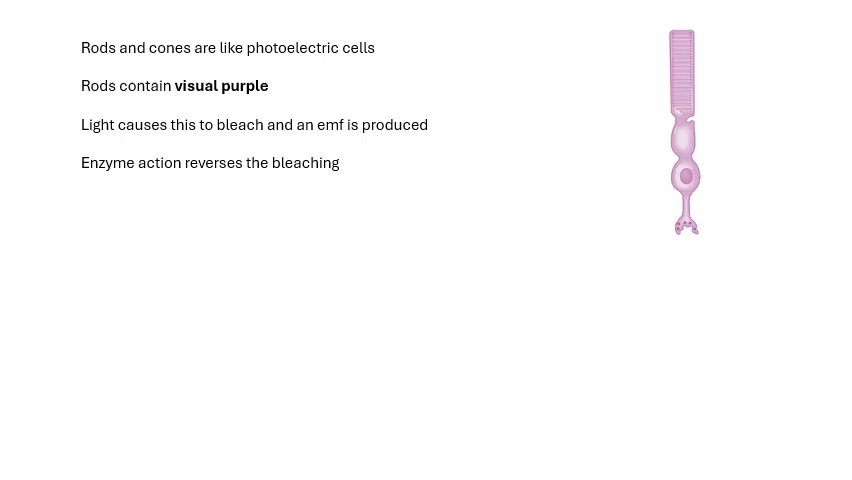 Rods and cones are like photoelectric cells
Rods contain visual purple
Light causes this to bleach and an emf is produced
Enzyme action reverses the bleaching